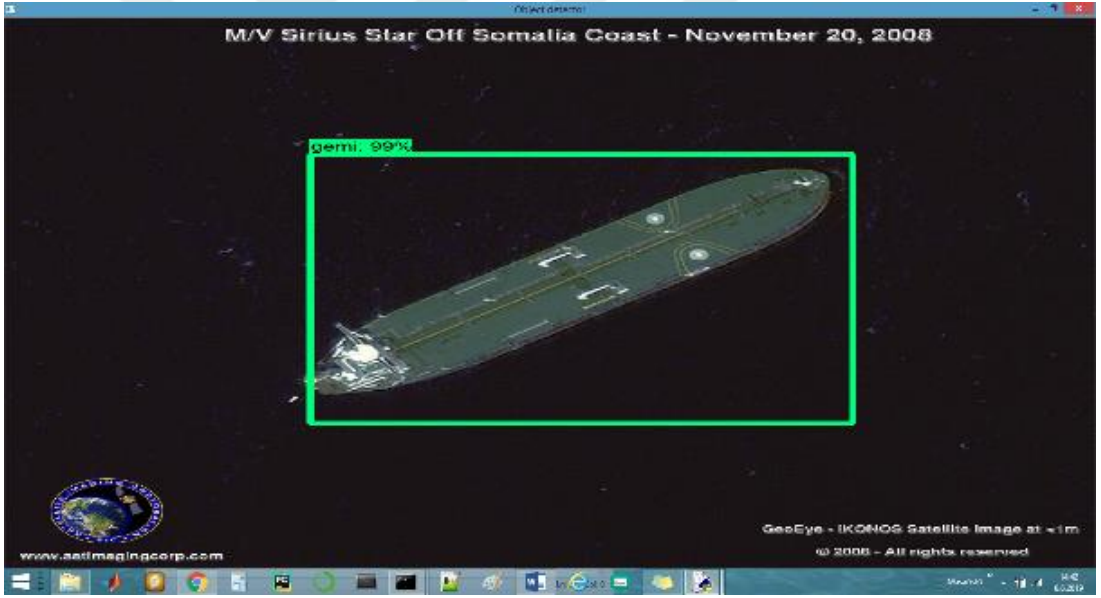 Object detector
M/V Sirius Star Off Somalia Coast - November 20, 2008
gemi: 99%
GeoEye - IKONOS Satellite Image at ~1m
www.satimagingcorp.com
© 2008 - All rights reserved